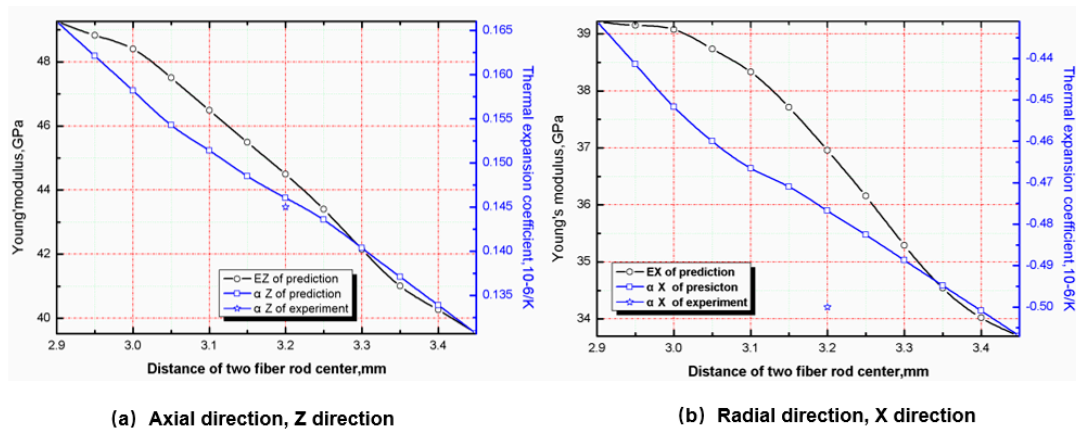 Young'modulus,GPa
48
46
44
42
40
0.165
0.160
0.155
0.150
0.145
0.140
0.135
Thermal expansion coefficient,10-6/K
EZ of prediction
α Z of prediction
α Z of experiment
2.9 3.0 3.1 3.2 3.3 3.4
Distance of two fiber rod center,mm
(a) Axial direction, Z direction
Young's modulus,GPa
39
38
37
36
35
34
-0.44
-0.45
-0.46
-0.47
-0.48
-0.49
-0.50
Thermal expansion coefficient,10-6/K
EX of prediction
α X of presicton
α X of experiment
2.9 3.0 3.1 3.2 3.3 3.4
Distance of two fiber rod center,mm
(b) Radial direction, X direction